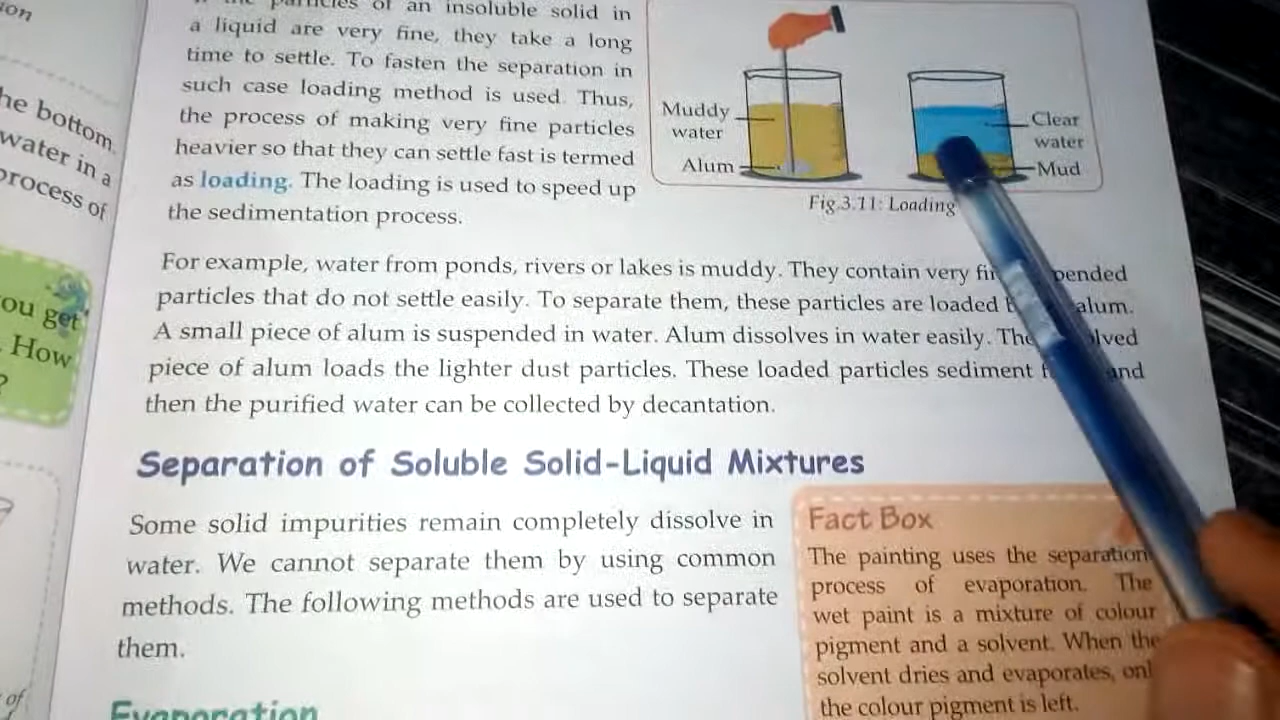 ion
he bottom.
water in a
process of
ou get
. How
?
of
particles of an insoluble solid in
a liquid are very fine, they take a long
time to settle. To fasten the separation in
such case loading method is used. Thus,
the process of making very fine particles
heavier so that they can settle fast is termed
as loading. The loading is used to speed up
the sedimentation process.
Muddy
water
Alum
Clear
water
Mud
Fig.3.11: Loading
For example, water from ponds, rivers or lakes is muddy. They contain very fin pended
particles that do not settle easily. To separate them, these particles are loaded alum.
A small piece of alum is suspended in water. Alum dissolves in water easily. The olved
piece of alum loads the lighter dust particles. These loaded particles sediment and
then the purified water can be collected by decantation.
Separation of Soluble Solid-Liquid Mixtures
Some solid impurities remain completely dissolve in
water. We cannot separate them by using common
methods. The following methods are used to separate
them.
Fact Box
The painting uses the separation
process of evaporation. The
wet paint is a mixture of colour
pigment and a solvent. When the
solvent dries and evaporates, onl
the colour pigment is left.
Evaporation